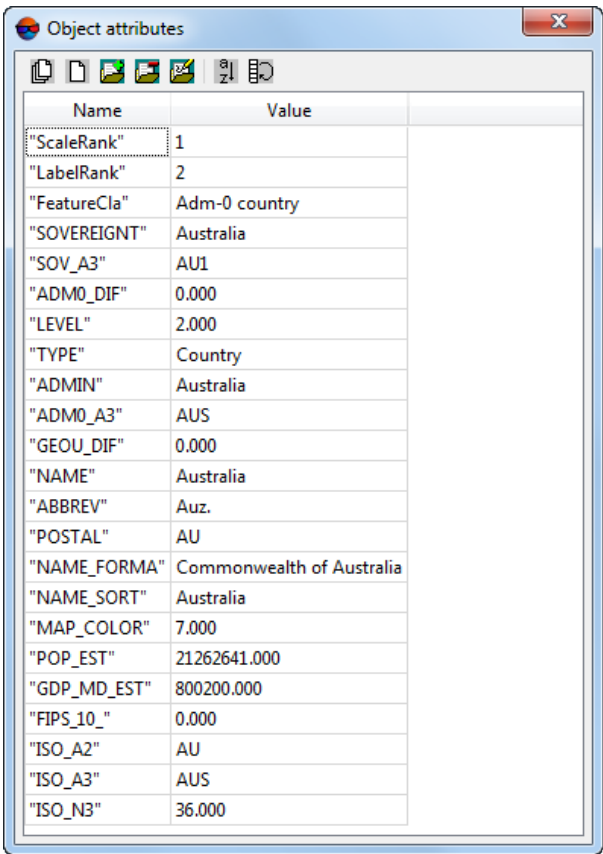 Object attributes
Name Value
"ScaleRank" 1
"LabelRank" 2
"FeatureCla" Adm-0 country
"SOVEREIGNT" Australia
"SOV_A3" AU1
"ADM0_DIF" 0.000
"LEVEL" 2.000
"TYPE" Country
"ADMIN" Australia
"ADM0_A3" AUS
"GEOU_DIF" 0.000
"NAME" Australia
"ABBREV" Auz.
"POSTAL" AU
"NAME_FORMA" Commonwealth of Australia
"NAME_SORT" Australia
"MAP_COLOR" 7.000
"POP_EST" 21262641.000
"GDP_MD_EST" 800200.000
"FIPS_10_" 0.000
"ISO_A2" AU
"ISO_A3" AUS
"ISO_N3" 36.000